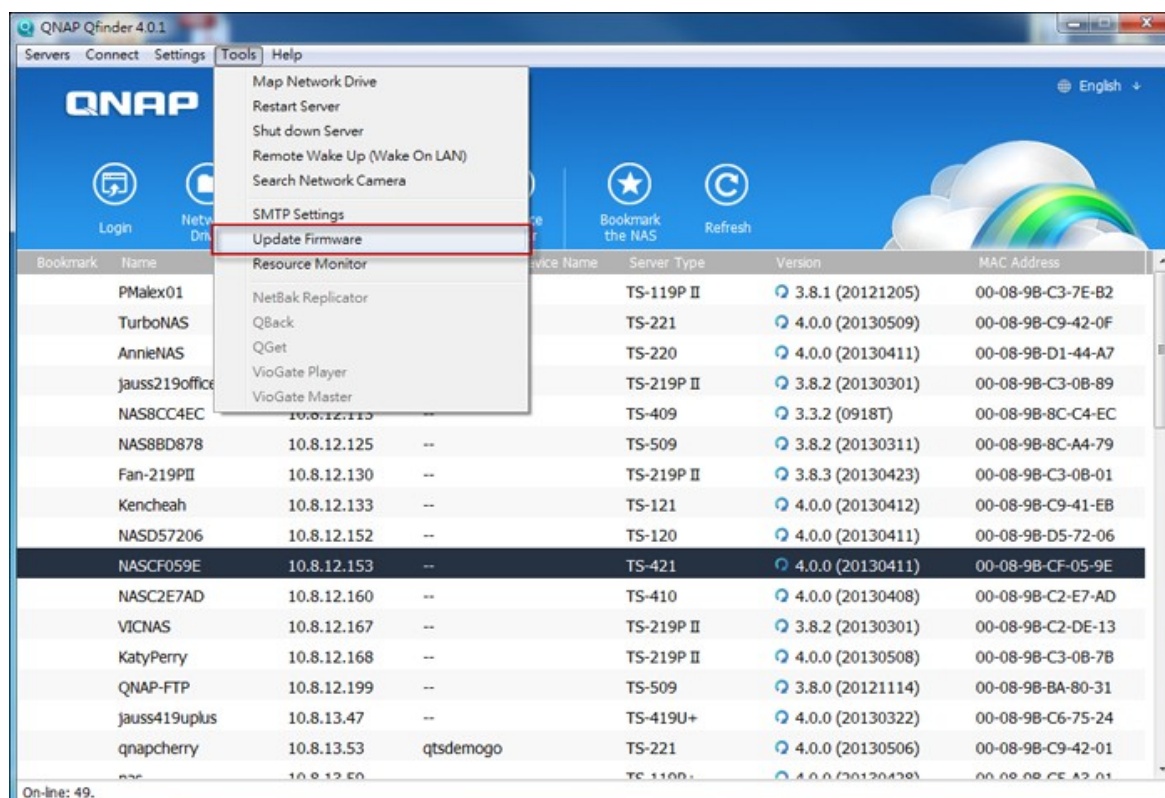 QNAP Qfinder 4.0.1
Servers Connect Settings Tools Help
Map Network Drive
Restart Server
Shut down Server
Remote Wake Up (Wake On LAN)
Search Network Camera
SMTP Settings
Update Firmware
Resource Monitor
NetBak Replicator
QBack
QGet
VioGate Player
VioGate Master
QNAP
English
Login
Bookmark the NAS
Refresh
Bookmark Name Name Server Type Version MAC Address
PMalex01 TS-119P II 3.8.1 (20121205) 00-08-9B-C3-7E-B2
TurboNAS TS-221 4.0.0 (20130509) 00-08-9B-C9-42-0F
AnnieNAS TS-220 4.0.0 (20130411) 00-08-9B-D1-44-A7
jauss219office TS-219P II 3.8.2 (20130301) 00-08-9B-C3-0B-89
NAS8CC4EC 10.8.12.113 -- TS-409 3.3.2 (0918T) 00-08-9B-8C-C4-EC
NAS8BD878 10.8.12.125 -- TS-509 3.8.2 (20130311) 00-08-9B-8C-A4-79
Fan-219PII 10.8.12.130 -- TS-219P II 3.8.3 (20130423) 00-08-9B-C3-0B-01
Kencheah 10.8.12.133 -- TS-121 4.0.0 (20130412) 00-08-9B-C9-41-EB
NASD57206 10.8.12.152 -- TS-120 4.0.0 (20130411) 00-08-9B-D5-72-06
NASCF059E 10.8.12.153 -- TS-421 4.0.0 (20130411) 00-08-9B-CF-05-9E
NASC2E7AD 10.8.12.160 -- TS-410 4.0.0 (20130408) 00-08-9B-C2-E7-AD
VICNAS 10.8.12.167 -- TS-219P II 3.8.2 (20130301) 00-08-9B-C2-DE-13
KatyPerry 10.8.12.168 -- TS-219P II 4.0.0 (20130508) 00-08-9B-C3-0B-7B
QNAP-FTP 10.8.12.199 -- TS-509 3.8.0 (20121114) 00-08-9B-BA-80-31
jauss419uplus 10.8.13.47 -- TS-419U+ 4.0.0 (20130322) 00-08-9B-C6-75-24
qnapcherry 10.8.13.53 qtsdemogo TS-221 4.0.0 (20130506) 00-08-9B-C9-42-01
On-line: 49.